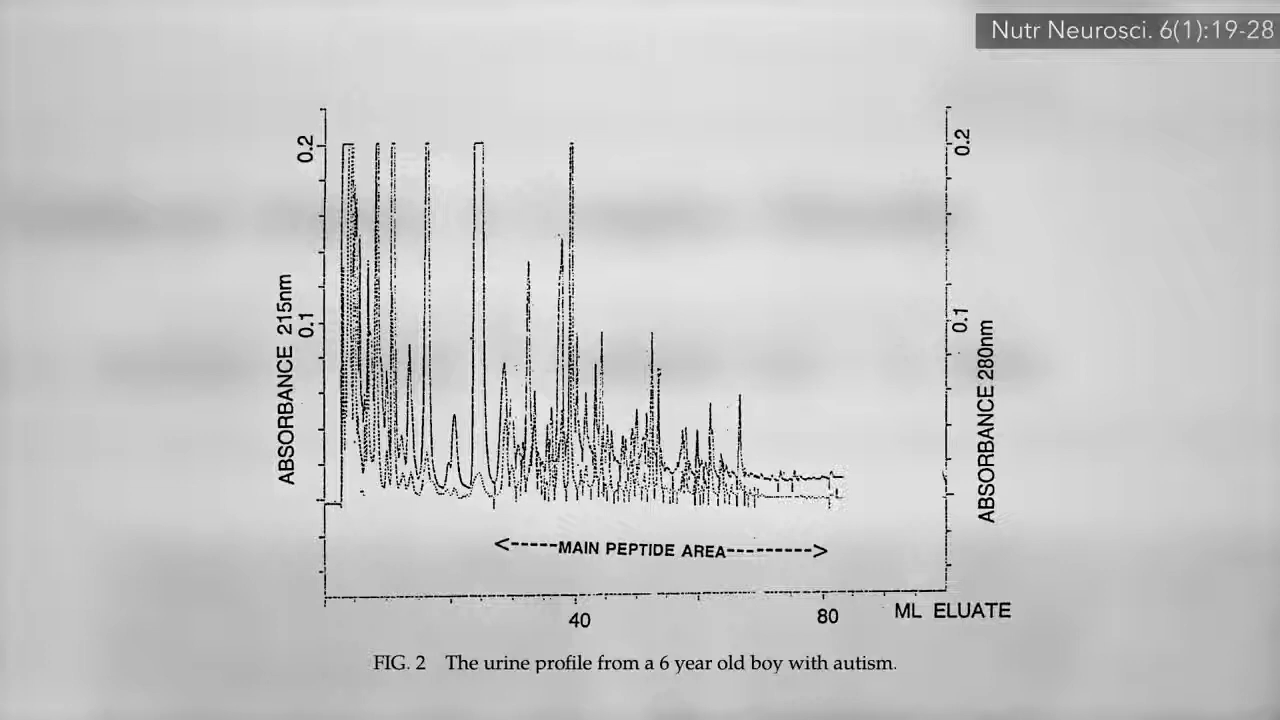 Nutr Neurosci. 6(1):19-28
0.2
0.2
ABSORBANCE 215nm
0.1
0.1
ABSORBANCE 280nm
<-----MAIN PEPTIDE AREA--------->
40
80
ML ELUATE
FIG. 2 The urine profile from a 6 year old boy with autism.